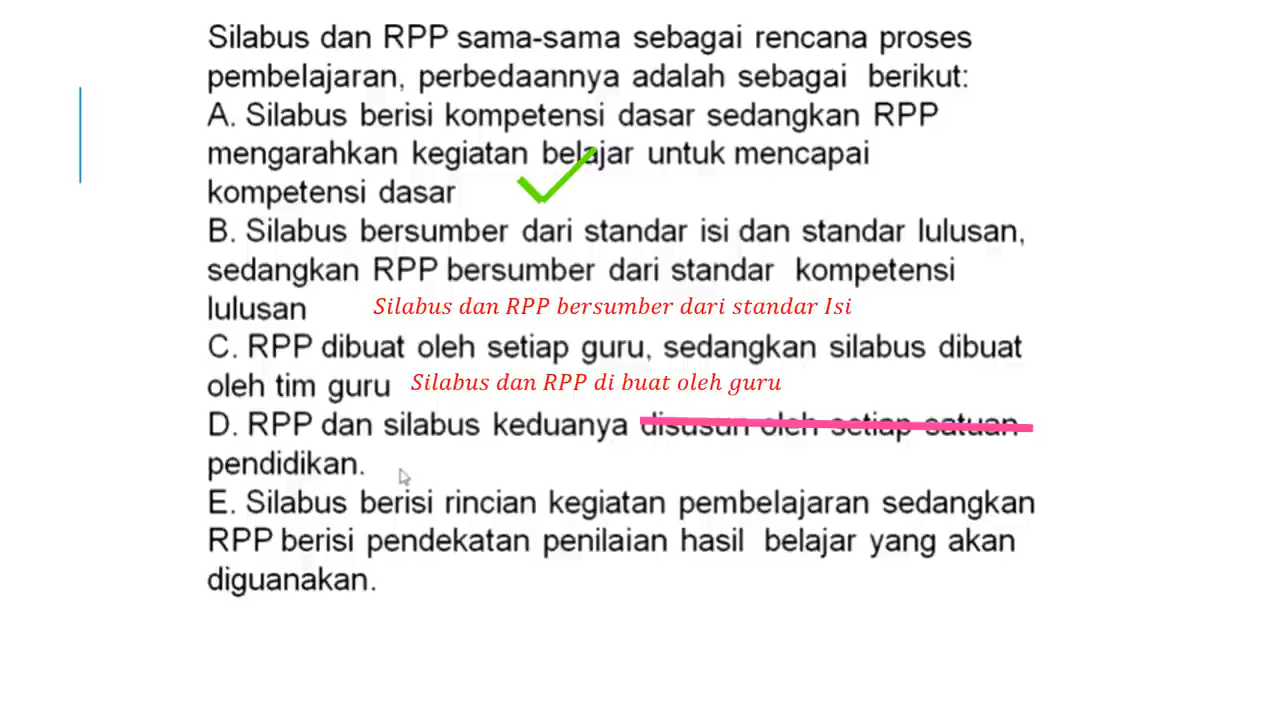 Silabus dan RPP sama-sama sebagai rencana proses
pembelajaran, perbedaannya adalah sebagai berikut:
A. Silabus berisi kompetensi dasar sedangkan RPP
mengarahkan kegiatan belajar untuk mencapai
kompetensi dasar
B. Silabus bersumber dari standar isi dan standar lulusan,
sedangkan RPP bersumber dari standar kompetensi
lulusan
Silabus dan RPP bersumber dari standar Isi
C. RPP dibuat oleh setiap guru, sedangkan silabus dibuat
oleh tim guru
Silabus dan RPP di buat oleh guru
D. RPP dan silabus keduanya disusun oleh setiap satuan
pendidikan.
E. Silabus berisi rincian kegiatan pembelajaran sedangkan
RPP berisi pendekatan penilaian hasil belajar yang akan
diguanakan.